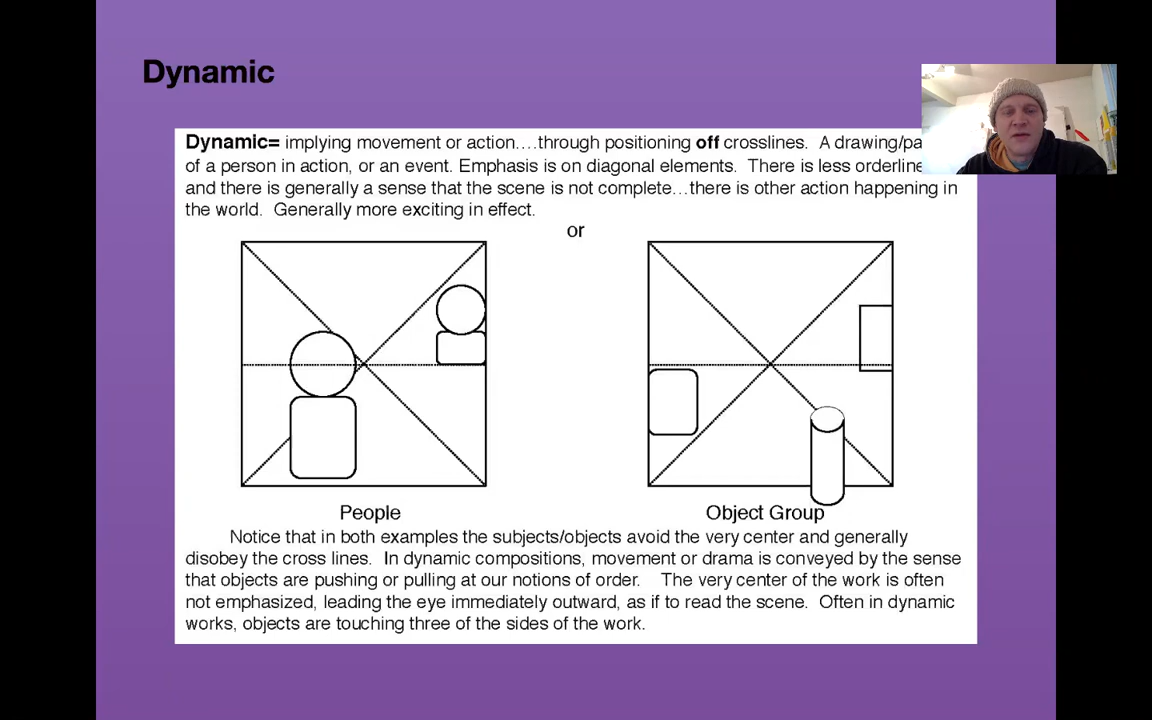 Dynamic
Dynamic= implying movement or action....through positioning off crosslines. A drawing/pa
of a person in action, or an event. Emphasis is on diagonal elements. There is less orderline
and there is generally a sense that the scene is not complete...there is other action happening in
the world. Generally more exciting in effect.
or
People
Object Group
Notice that in both examples the subjects/objects avoid the very center and generally
disobey the cross lines. In dynamic compositions, movement or drama is conveyed by the sense
that objects are pushing or pulling at our notions of order. The very center of the work is often
not emphasized, leading the eye immediately outward, as if to read the scene. Often in dynamic
works, objects are touching three of the sides of the work.